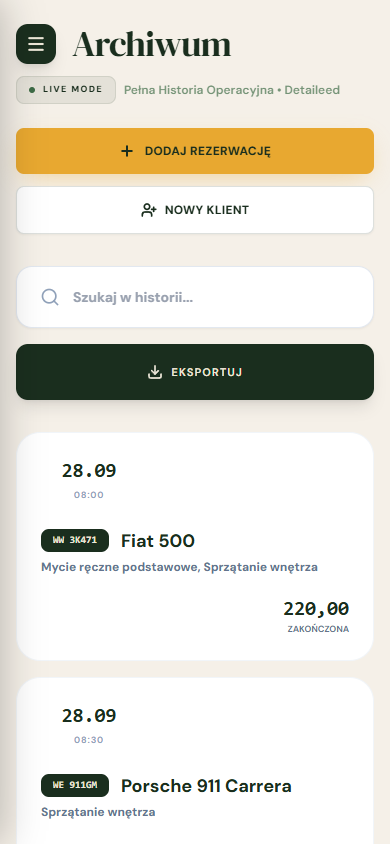 Archiwum
LIVE MODE
Pełna Historia Operacyjna • Detaileed
DODAJ REZERWACJĘ
NOWY KLIENT
Szukaj w historii...
EKSPORTUJ
28.09
08:00
WW 3K471
Fiat 500
Mycie ręczne podstawowe, Sprzątanie wnętrza
220,00
ZAKOŃCZONA
28.09
08:30
WE 911GM
Porsche 911 Carrera
Sprzątanie wnętrza